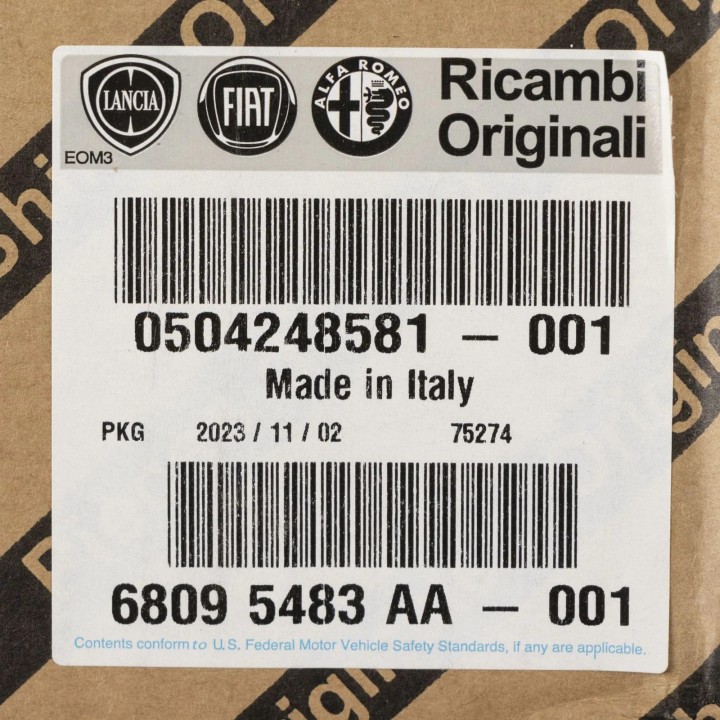 LANCIA
FIAT
ALFA ROMEO
Ricambi
Originali
EOM3
0504248581 — 001
Made in Italy
PKG 2023 / 11 / 02 75274
6809 5483 AA — 001
Contents conform to U.S. Federal Motor Vehicle Safety Standards, if any are applicable.